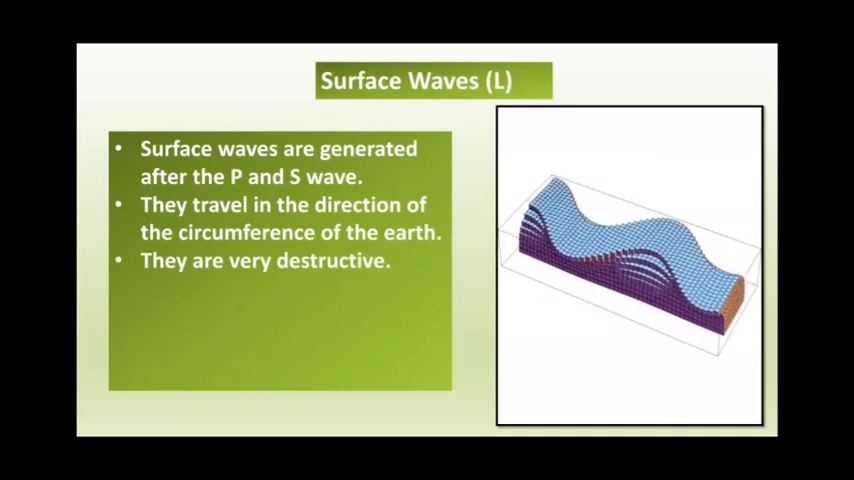 Surface Waves (L)
• Surface waves are generated
after the P and S wave.
• They travel in the direction of
the circumference of the earth.
• They are very destructive.